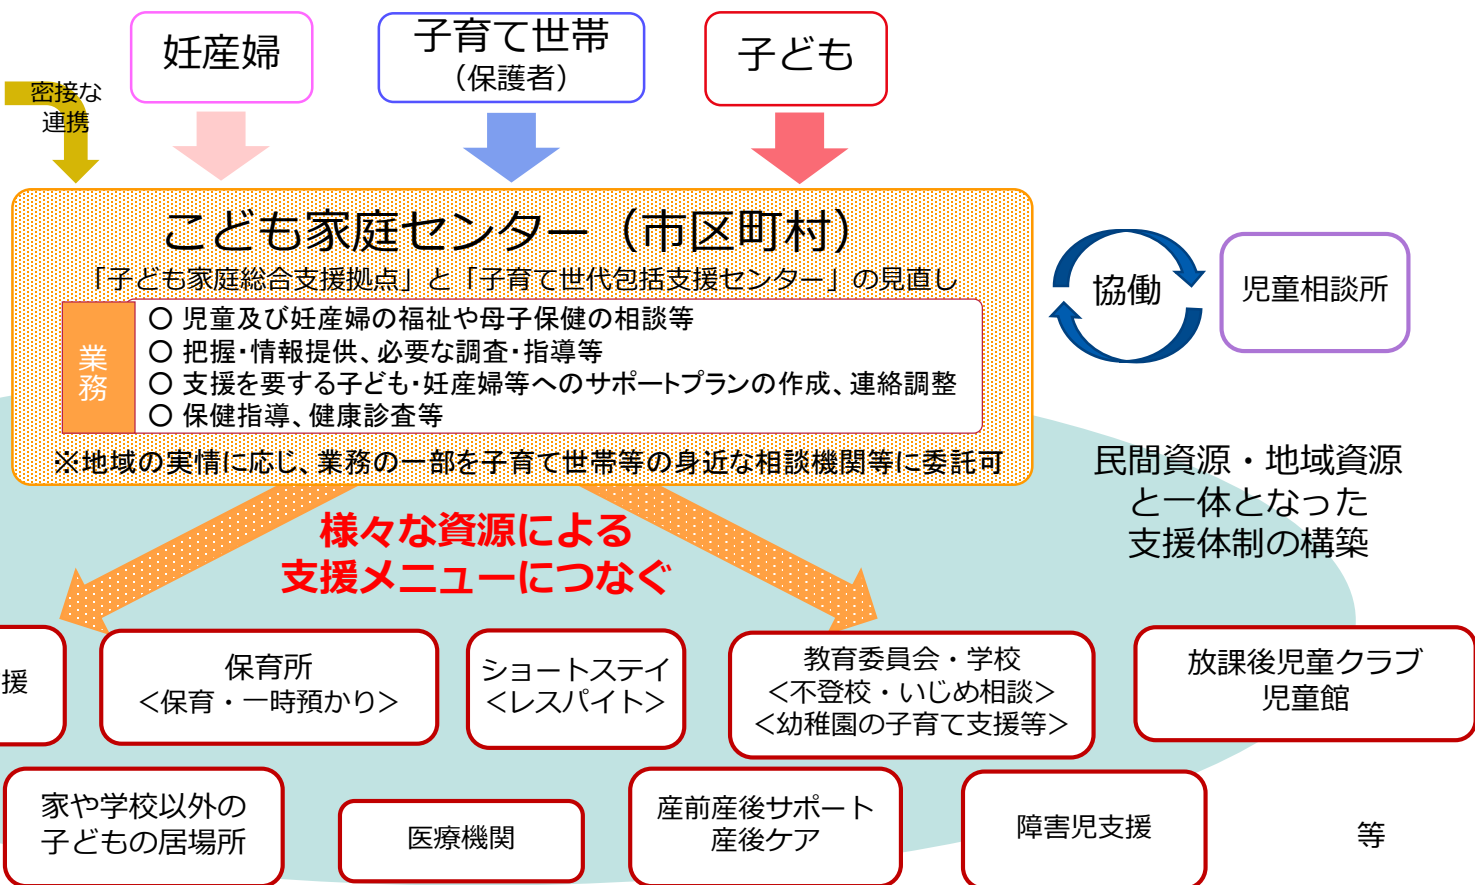 妊産婦
子育て世帯
（保護者）
子ども
密接な
連携
こども家庭センター（市区町村）
「子ども家庭総合支援拠点」と「子育て世代包括支援センター」の見直し
業務
〇 児童及び妊産婦の福祉や母子保健の相談等
〇 把握・情報提供、必要な調査・指導等
〇 支援を要する子ども・妊産婦等へのサポートプランの作成、連絡調整
〇 保健指導、健康診査等
※地域の実情に応じ、業務の一部を子育て世帯等の身近な相談機関等に委託可
協働
児童相談所
民間資源・地域資源
と一体となった
支援体制の構築
様々な資源による
支援メニューにつなぐ
援
保育所
＜保育・一時預かり＞
ショートステイ
＜レスパイト＞
教育委員会・学校
＜不登校・いじめ相談＞
＜幼稚園の子育て支援等＞
放課後児童クラブ
児童館
家や学校以外の
子どもの居場所
医療機関
産前産後サポート
産後ケア
障害児支援
等